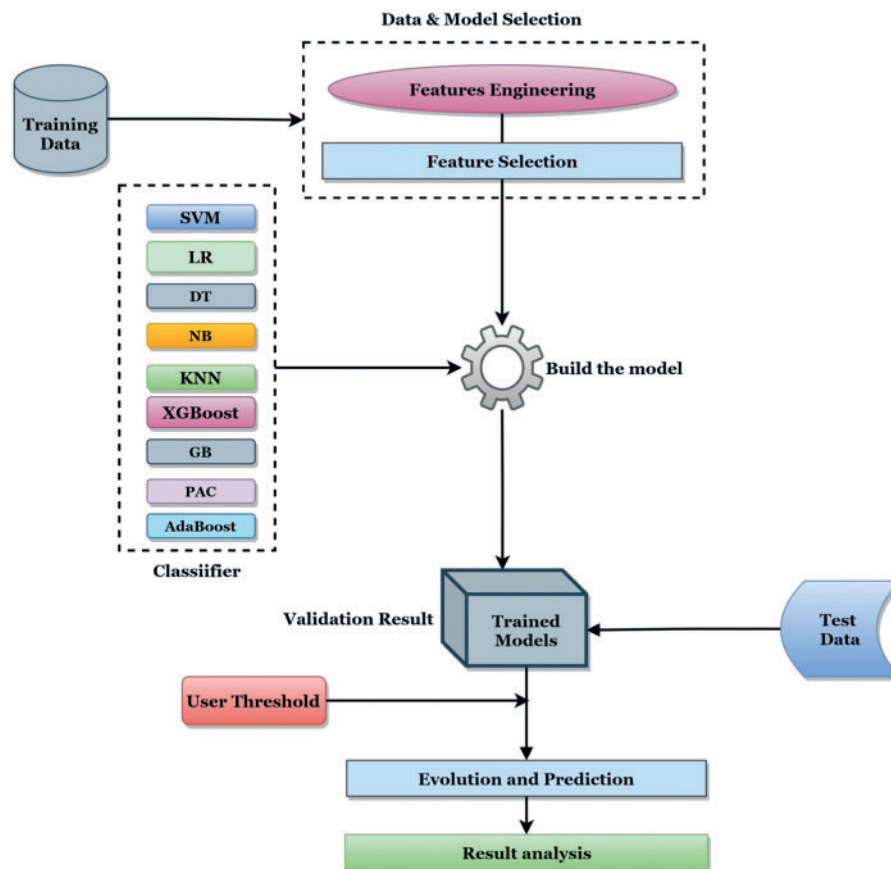 Data & Model Selection
Training
Data
Features Engineering
Feature Selection
SVM
LR
DT
NB
KNN
XGBoost
GB
PAC
AdaBoost
Classiifier
Build the model
Validation Result
Trained
Models
Test
Data
User Threshold
Evolution and Prediction
Result analysis